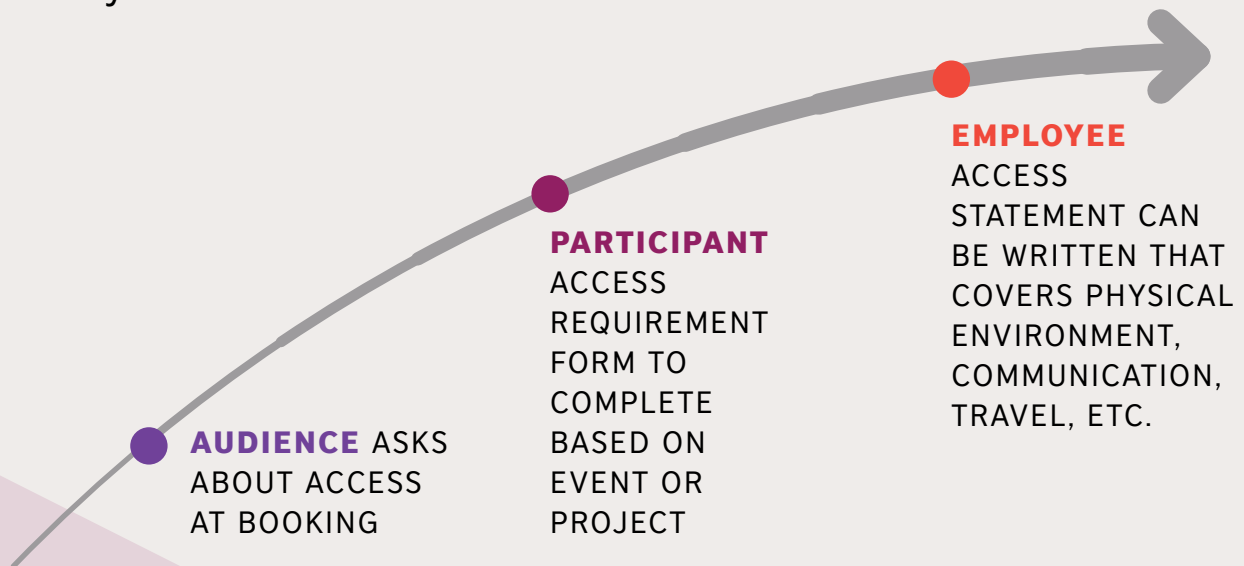 AUDIENCE ASKS
ABOUT ACCESS
AT BOOKING
PARTICIPANT
ACCESS
REQUIREMENT
FORM TO
COMPLETE
BASED ON
EVENT OR
PROJECT
EMPLOYEE
ACCESS
STATEMENT CAN
BE WRITTEN THAT
COVERS PHYSICAL
ENVIRONMENT,
COMMUNICATION,
TRAVEL, ETC.